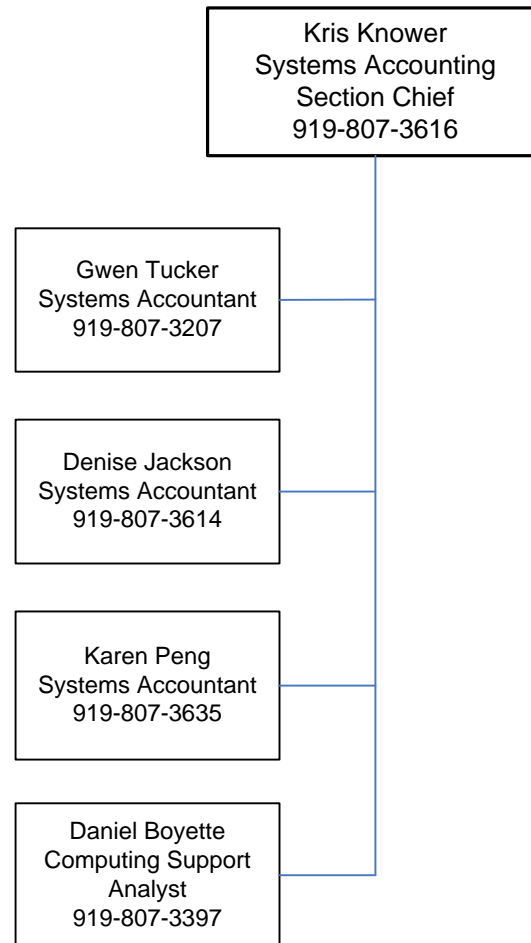 Kris Knower
Systems Accounting
Section Chief
919-807-3616
Gwen Tucker
Systems Accountant
919-807-3207
Denise Jackson
Systems Accountant
919-807-3614
Karen Peng
Systems Accountant
919-807-3635
Daniel Boyette
Computing Support
Analyst
919-807-3397